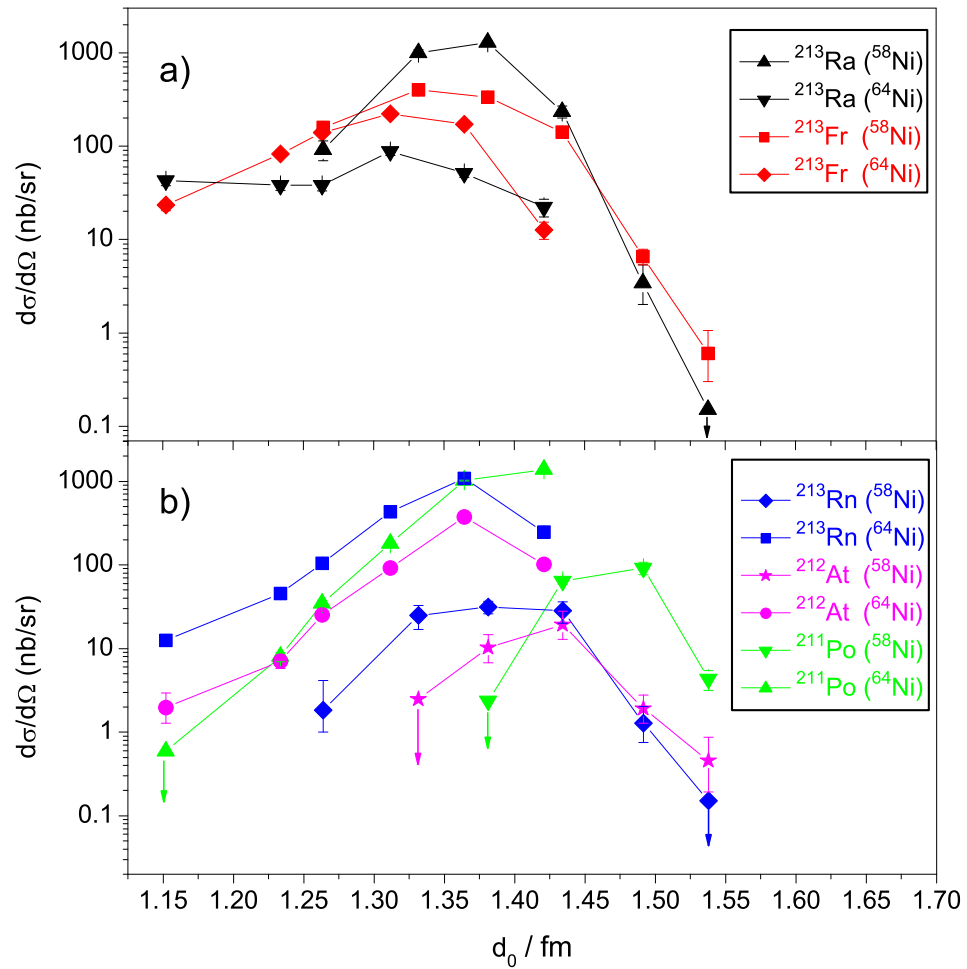 a)
1000
100
10
1
0.1
dσ/dΩ (nb/sr)
²¹³Ra (⁵⁸Ni)
²¹³Ra (⁶⁴Ni)
²¹³Fr (⁵⁸Ni)
²¹³Fr (⁶⁴Ni)
b)
1000
100
10
1
0.1
dσ/dΩ (nb/sr)
²¹³Rn (⁵⁸Ni)
²¹³Rn (⁶⁴Ni)
²¹²At (⁵⁸Ni)
²¹²At (⁶⁴Ni)
²¹¹Po (⁵⁸Ni)
²¹¹Po (⁶⁴Ni)
1.15 1.20 1.25 1.30 1.35 1.40 1.45 1.50 1.55 1.60 1.65 1.70
d₀ / fm